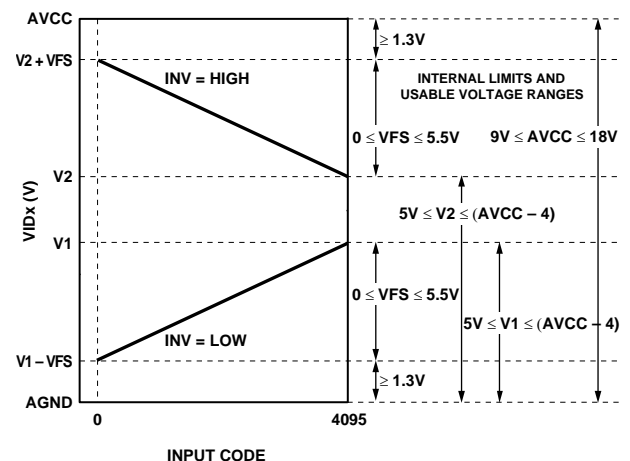 AVCC
≥ 1.3V
V2 + VFS
INV = HIGH
INTERNAL LIMITS AND
USABLE VOLTAGE RANGES
0 ≤ VFS ≤ 5.5V
9V ≤ AVCC ≤ 18V
V2
VIDx (V)
5V ≤ V2 ≤ (AVCC – 4)
V1
0 ≤ VFS ≤ 5.5V
5V ≤ V1 ≤ (AVCC – 4)
INV = LOW
V1 – VFS
≥ 1.3V
AGND
0
4095
INPUT CODE